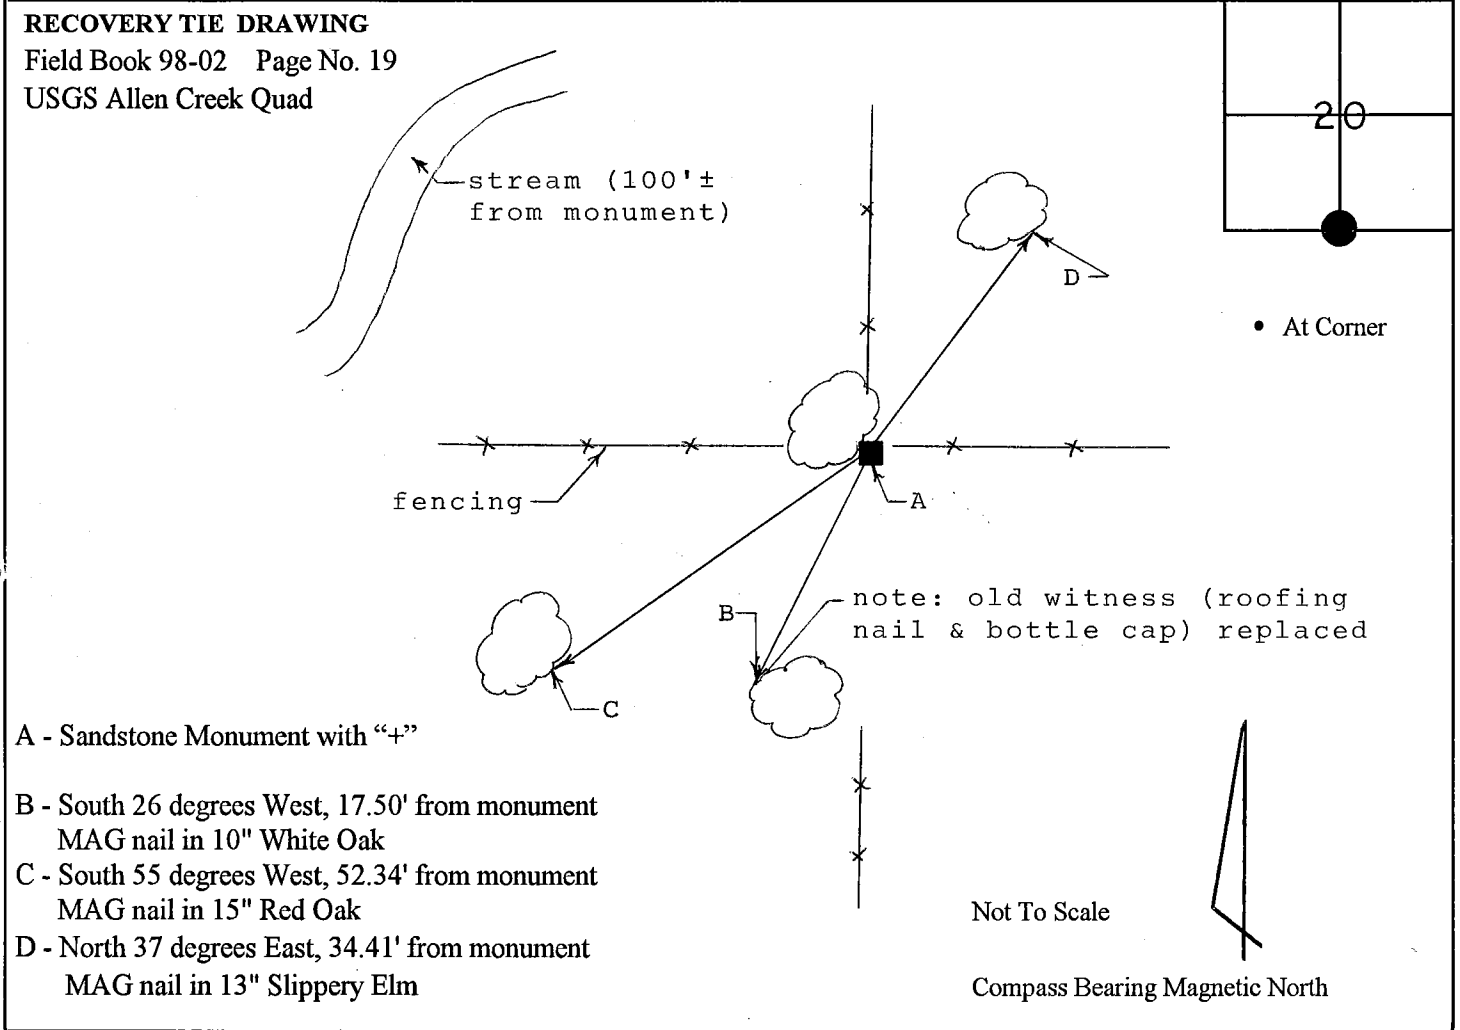 RECOVERY TIE DRAWING
Field Book 98-02 Page No. 19
USGS Allen Creek Quad
20
stream (100'±
from monument)
D
• At Corner
fencing
A
B
note: old witness (roofing
nail & bottle cap) replaced
C
A - Sandstone Monument with “+”
B - South 26 degrees West, 17.50' from monument
MAG nail in 10" White Oak
C - South 55 degrees West, 52.34' from monument
MAG nail in 15" Red Oak
D - North 37 degrees East, 34.41' from monument
MAG nail in 13" Slippery Elm
Not To Scale
Compass Bearing Magnetic North